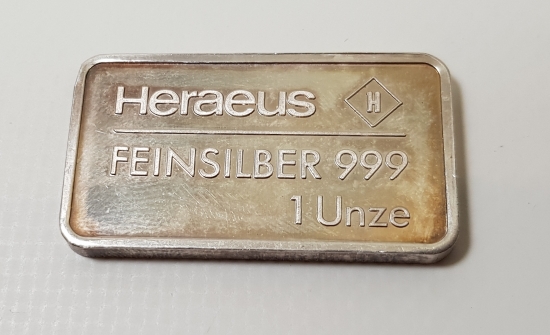 Heraeus H
FEINSILBER 999
1 Unze